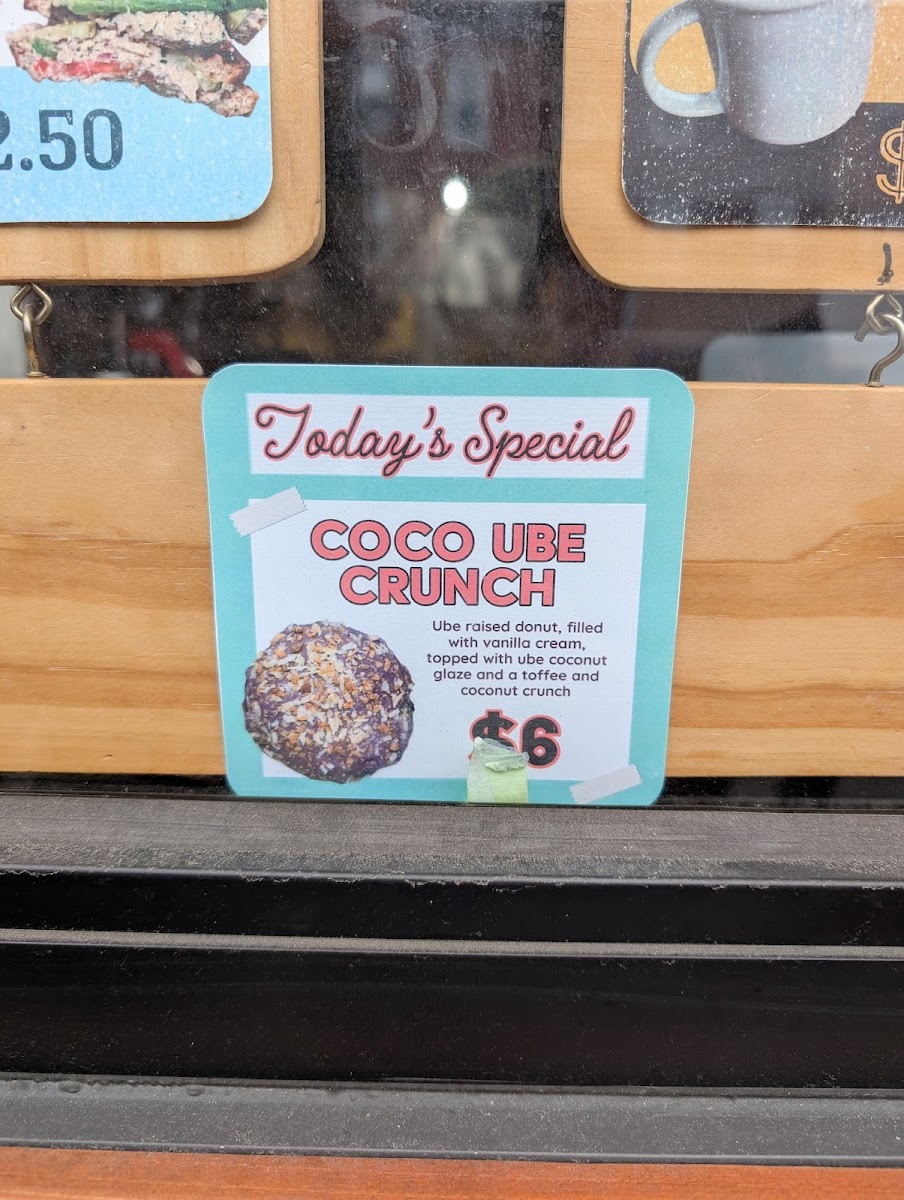 .50
$
Today's Special
COCO UBE
CRUNCH
Ube raised donut, filled
with vanilla cream,
topped with ube coconut
glaze and a toffee and
coconut crunch
$6